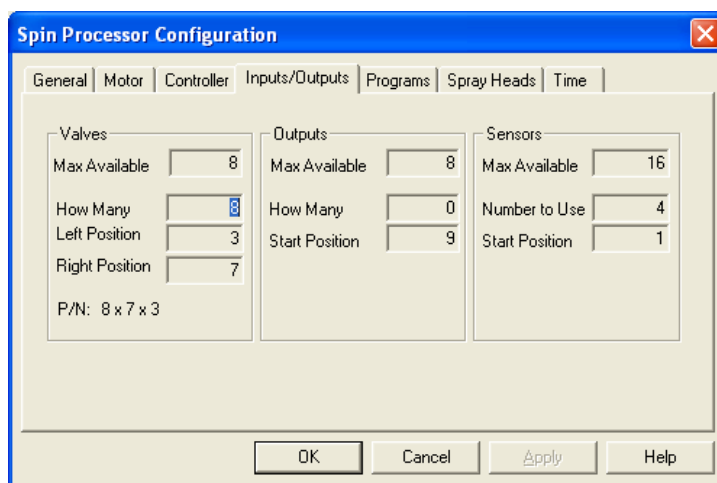 Spin Processor Configuration
General Motor Controller Inputs/Outputs Programs Spray Heads Time
Valves
Max Available 8
How Many 8
Left Position 3
Right Position 7
P/N: 8 x 7 x 3
Outputs
Max Available 8
How Many 0
Start Position 9
Sensors
Max Available 16
Number to Use 4
Start Position 1
OK Cancel Apply Help